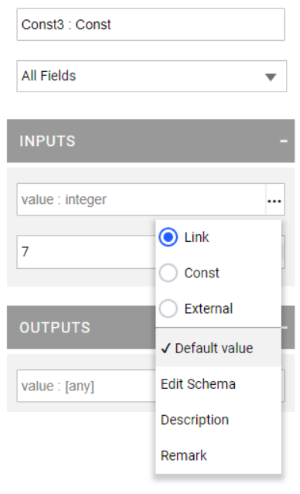 Const3 : Const
All Fields
INPUTS -
value : integer ...
7
Link
Const
External
✓ Default value
Edit Schema
Description
Remark
OUTPUTS
value : [any]